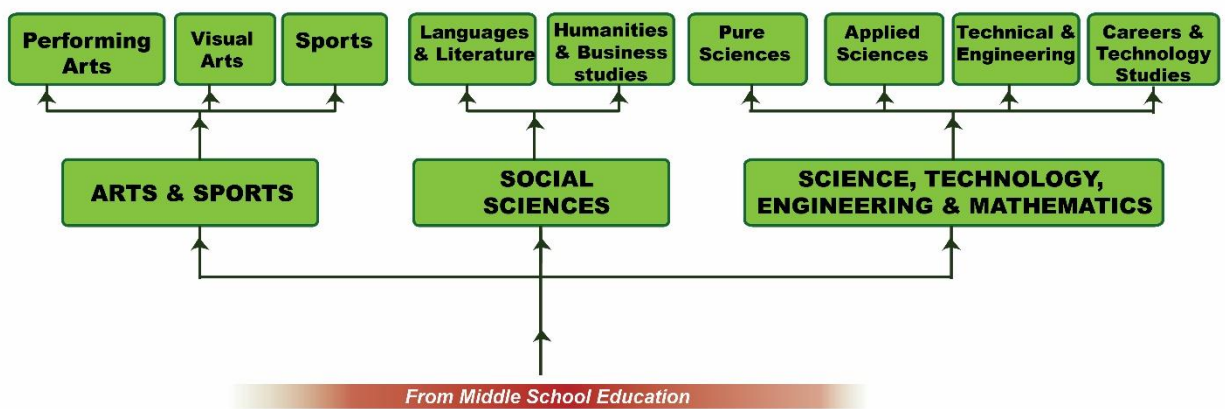 Performing
Arts
Visual
Arts
Sports
Languages
& Literature
Humanities
& Business
studies
Pure
Sciences
Applied
Sciences
Technical &
Engineering
Careers &
Technology
Studies
ARTS & SPORTS
SOCIAL
SCIENCES
SCIENCE, TECHNOLOGY,
ENGINEERING & MATHEMATICS
From Middle School Education